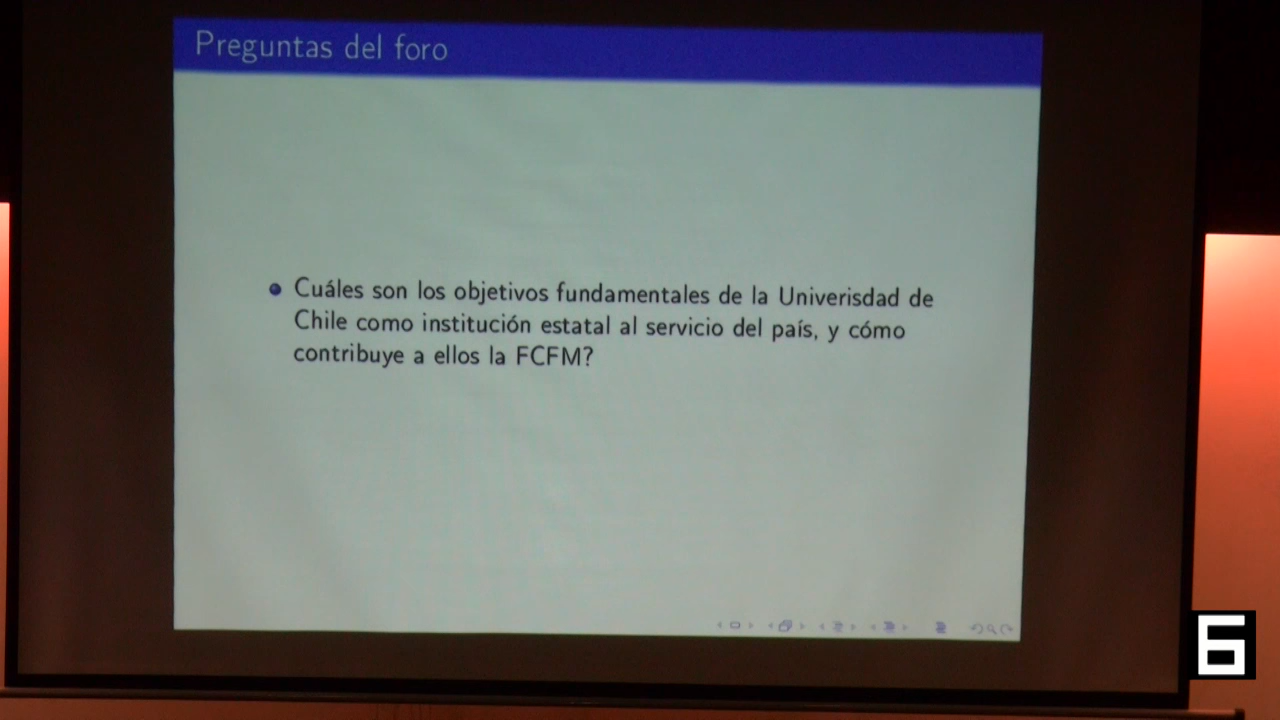 Preguntas del foro
Cuáles son los objetivos fundamentales de la Univerisdad de
Chile como institución estatal al servicio del país, y cómo
contribuye a ellos la FCFM?
6